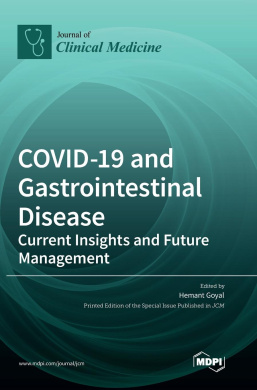 Journal of
Clinical Medicine
COVID-19 and
Gastrointestinal
Disease
Current Insights and Future
Management
Edited by
Hemant Goyal
Printed Edition of the Special Issue Published in JCM
www.mdpi.com/journal/jcm
MDPI